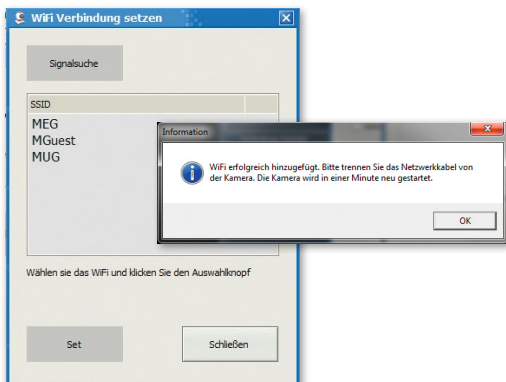 WiFi Verbindung setzen
Signalsuche
SSID
MEG
MGuest
MUG
Information
WiFi erfolgreich hinzugefügt. Bitte trennen Sie das Netzwerkkabel von
der Kamera. Die Kamera wird in einer Minute neu gestartet.
OK
Wählen sie das WiFi und klicken Sie den Auswahlknopf
Set
Schließen